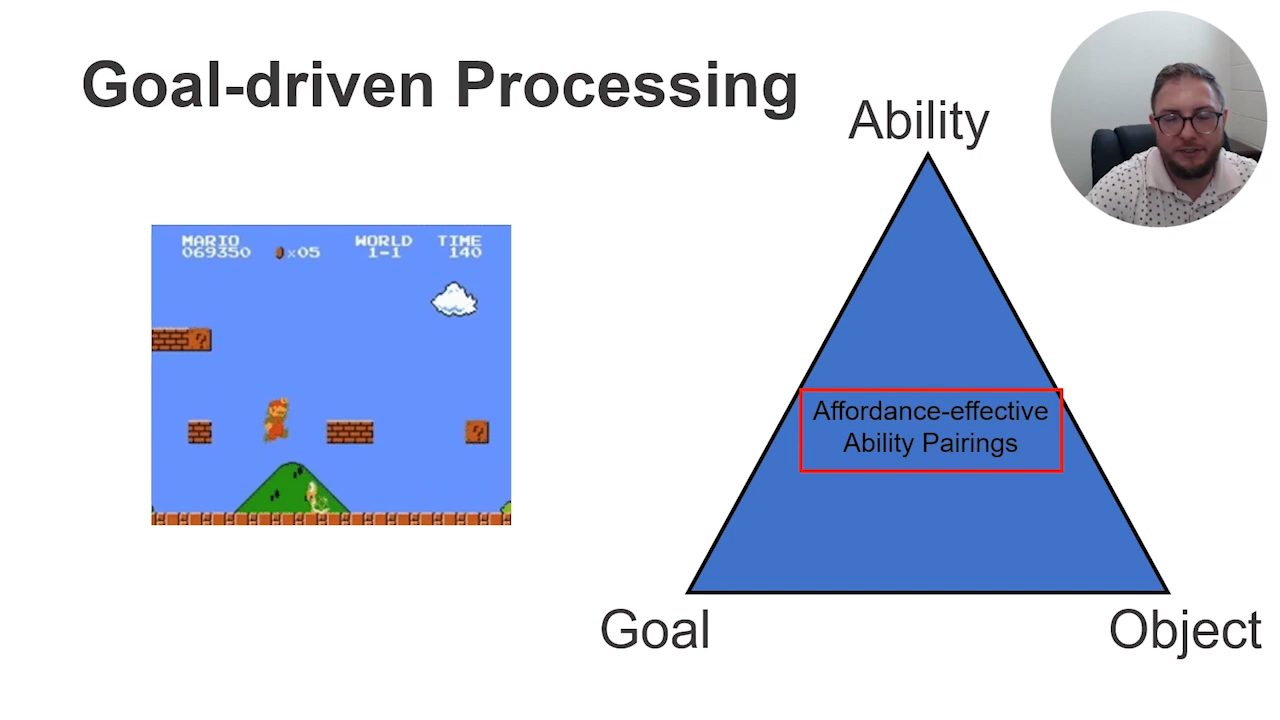 Goal-driven Processing
Ability
MARIO WORLD TIME
069350 x05 1-1 140
?
?
Affordance-effective
Ability Pairings
Goal Object